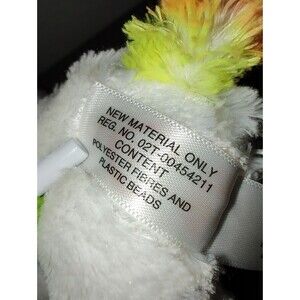 NEW MATERIAL ONLY
REG. NO. 02T-00454211
CONTENT
POLYESTER FIBRES AND
PLASTIC BEADS